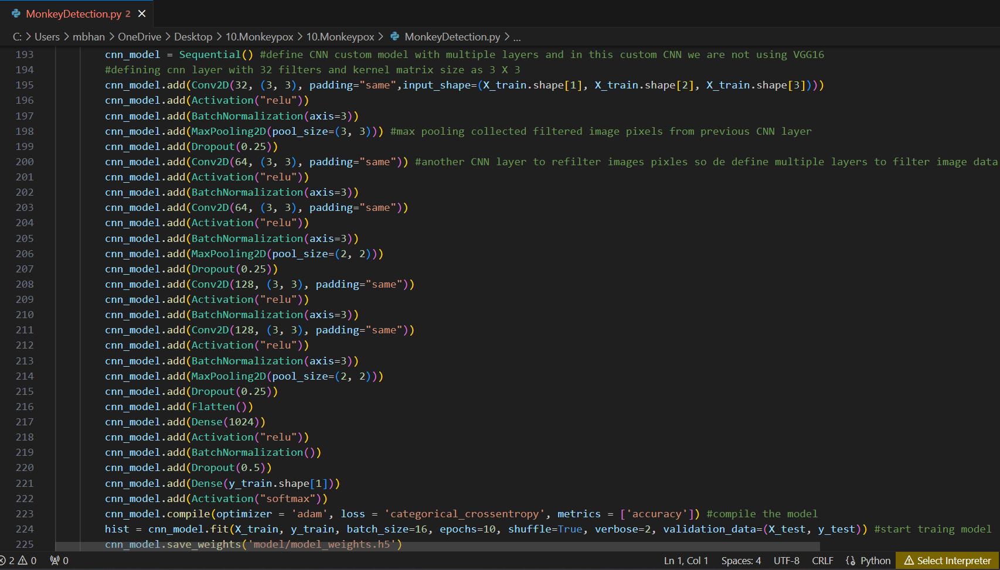 MonkeyDetection.py 2
C: > Users > mbhan > OneDrive > Desktop > 10.Monkeypox > 10.Monkeypox > MonkeyDetection.py > ...
193 cnn_model = Sequential() #define CNN custom model with multiple layers and in this custom CNN we are not using VGG16
194 #defining cnn layer with 32 filters and kernel matrix size as 3 X 3
195 cnn_model.add(Conv2D(32, (3, 3), padding="same",input_shape=(X_train.shape[1], X_train.shape[2], X_train.shape[3])))
196 cnn_model.add(Activation("relu"))
197 cnn_model.add(BatchNormalization(axis=3))
198 cnn_model.add(MaxPooling2D(pool_size=(3, 3))) #max pooling collected filtered image pixels from previous CNN layer
199 cnn_model.add(Dropout(0.25))
200 cnn_model.add(Conv2D(64, (3, 3), padding="same")) #another CNN layer to refilter images pixles so de define multiple layers to filter image data
201 cnn_model.add(Activation("relu"))
202 cnn_model.add(BatchNormalization(axis=3))
203 cnn_model.add(Conv2D(64, (3, 3), padding="same"))
204 cnn_model.add(Activation("relu"))
205 cnn_model.add(BatchNormalization(axis=3))
206 cnn_model.add(MaxPooling2D(pool_size=(2, 2)))
207 cnn_model.add(Dropout(0.25))
208 cnn_model.add(Conv2D(128, (3, 3), padding="same"))
209 cnn_model.add(Activation("relu"))
210 cnn_model.add(BatchNormalization(axis=3))
211 cnn_model.add(Conv2D(128, (3, 3), padding="same"))
212 cnn_model.add(Activation("relu"))
213 cnn_model.add(BatchNormalization(axis=3))
214 cnn_model.add(MaxPooling2D(pool_size=(2, 2)))
215 cnn_model.add(Dropout(0.25))
216 cnn_model.add(Flatten())
217 cnn_model.add(Dense(1024))
218 cnn_model.add(Activation("relu"))
219 cnn_model.add(BatchNormalization())
220 cnn_model.add(Dropout(0.5))
221 cnn_model.add(Dense(y_train.shape[1]))
222 cnn_model.add(Activation("softmax"))
223 cnn_model.compile(optimizer = 'adam', loss = 'categorical_crossentropy', metrics = ['accuracy']) #compile the model
224 hist = cnn_model.fit(X_train, y_train, batch_size=16, epochs=10, shuffle=True, verbose=2, validation_data=(X_test, y_test)) #start traing model
225 cnn_model.save_weights('model/model_weights.h5')
2 0 0 Ln 1, Col 1 Spaces: 4 UTF-8 CRLF Python Select Interpreter